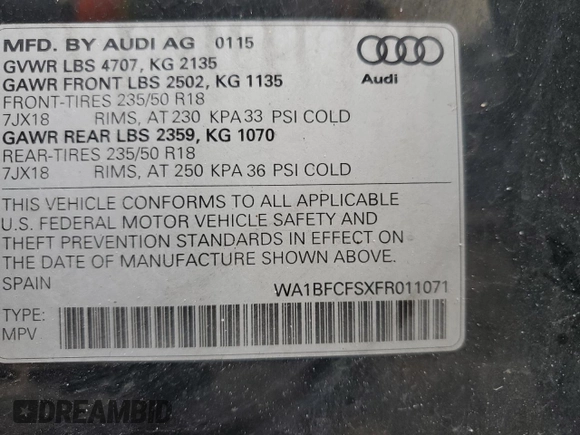 MFD. BY AUDI AG 0115
GVWR LBS 4707, KG 2135
GAWR FRONT LBS 2502, KG 1135
FRONT-TIRES 235/50 R18
7JX18 RIMS, AT 230 KPA 33 PSI COLD
GAWR REAR LBS 2359, KG 1070
REAR-TIRES 235/50 R18
7JX18 RIMS, AT 250 KPA 36 PSI COLD
Audi
THIS VEHICLE CONFORMS TO ALL APPLICABLE
U.S. FEDERAL MOTOR VEHICLE SAFETY AND
THEFT PREVENTION STANDARDS IN EFFECT ON
THE DATE OF MANUFACTURE SHOWN ABOVE.
SPAIN WA1BFCFSXFR011071
TYPE:
MPV
DREAMBID